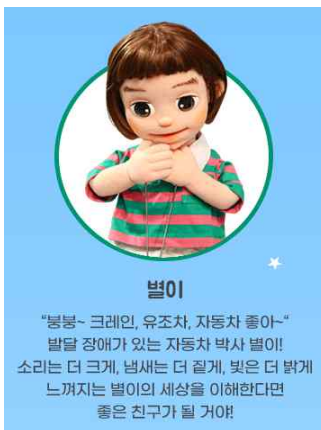 별이
"붕붕~ 크레인, 유조차, 자동차 좋아~"
발달 장애가 있는 자동차 박사 별이!
소리는 더 크게, 냄새는 더 짙게, 빛은 더 밝게
느껴지는 별이의 세상을 이해한다면
좋은 친구가 될 거야!